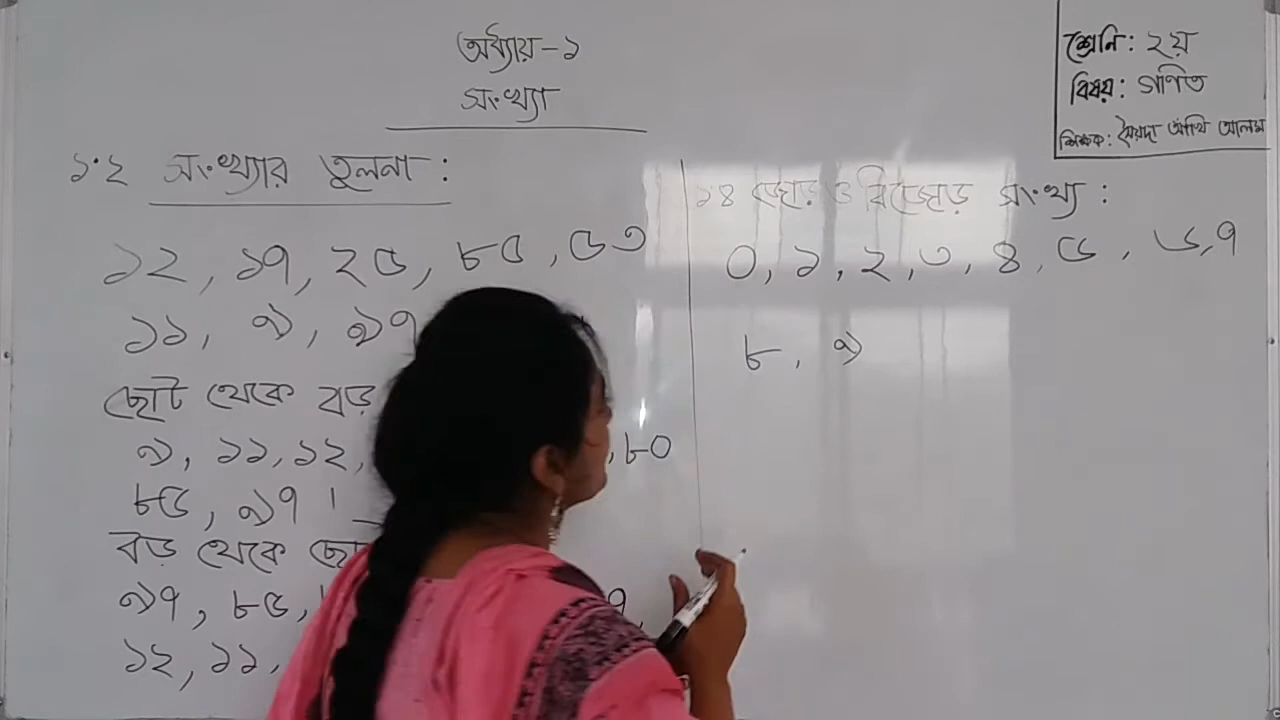 অধ্যায়-১
সংখ্যা
শ্রেনি: ২য়
বিষয়: গণিত
শিক্ষক: সৈয়দা আঁখি আলম
১.২ সংখ্যার তুলনা:
১২, ১৭, ২৫, ৮৫, ৫৩
১১, ৯, ৯৭
ছোট থেকে বড়
৯, ১১, ১২,
, ৮০
৮৫, ৯৭।
বড় থেকে
৯৭, ৮৫,
১২, ১১,
১.৪ জোড় ও বিজোড় সংখ্য:
০, ১, ২, ৩, ৪, ৫, ৬, ৭
৮, ৯